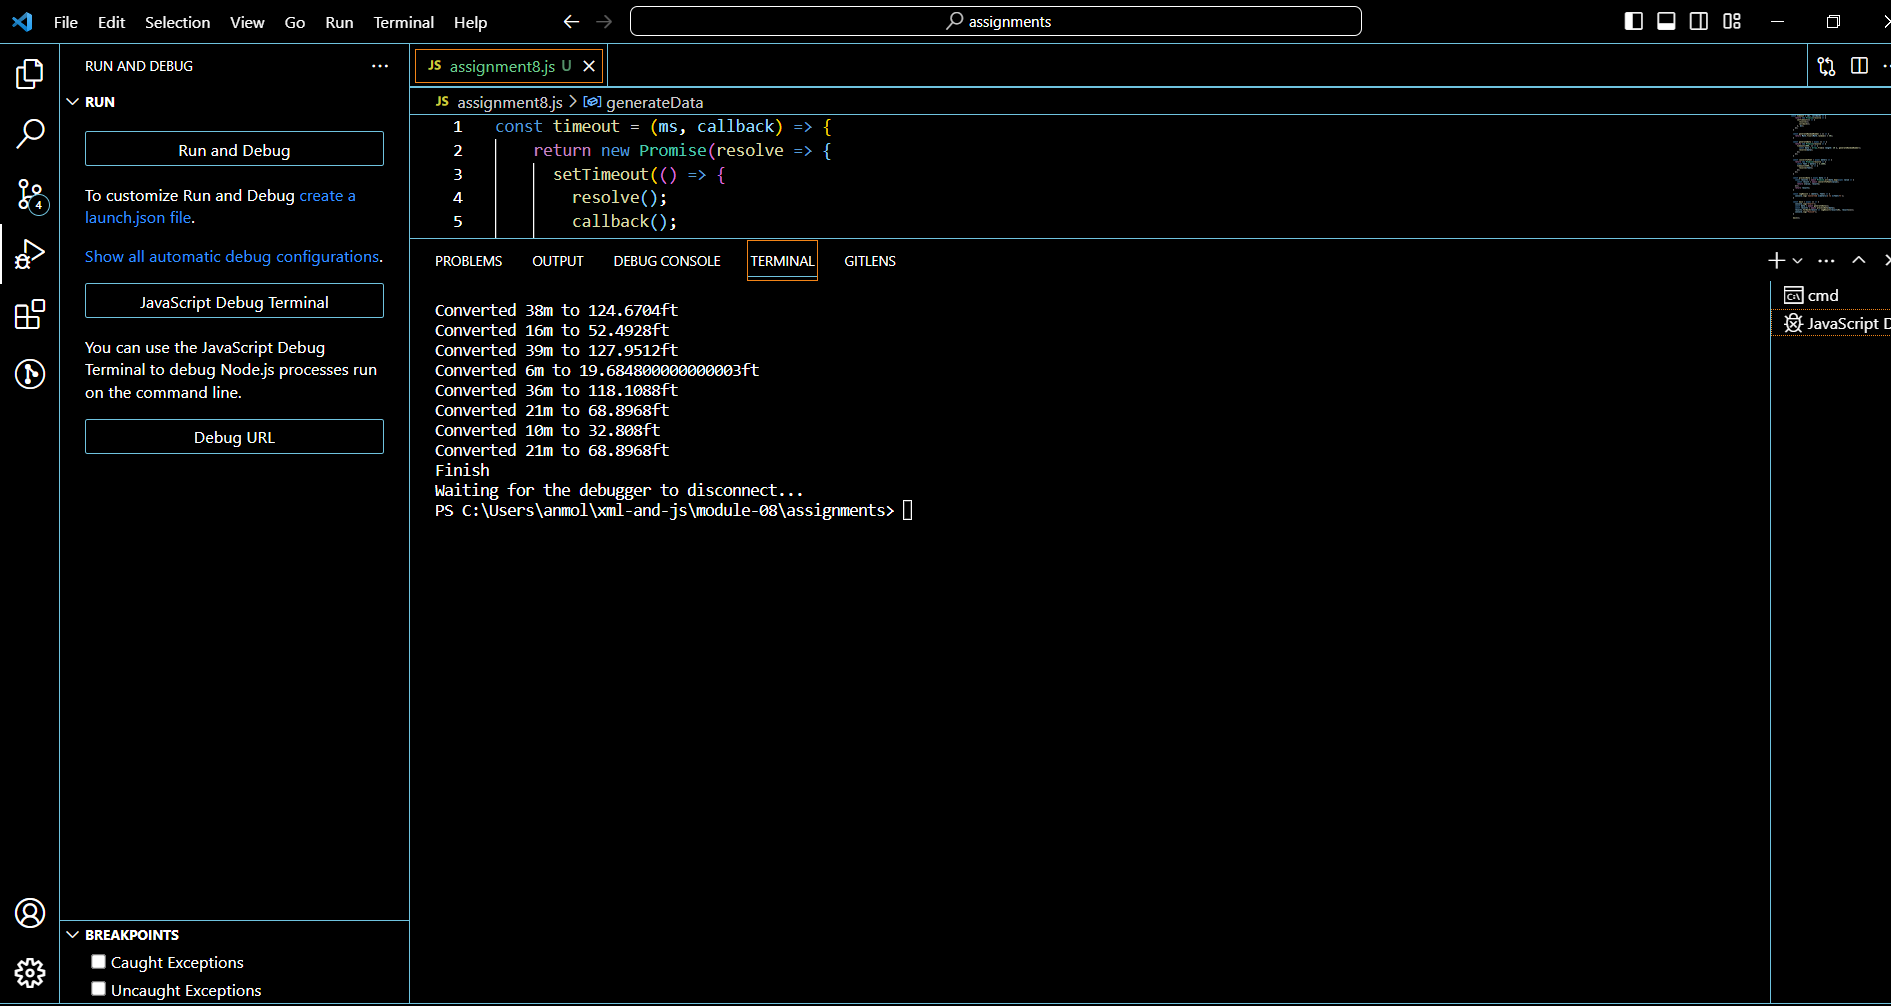 File Edit Selection View Go Run Terminal Help
assignments
RUN AND DEBUG
RUN
Run and Debug
To customize Run and Debug create a
launch.json file.
Show all automatic debug configurations.
JavaScript Debug Terminal
You can use the JavaScript Debug
Terminal to debug Node.js processes run
on the command line.
Debug URL
BREAKPOINTS
Caught Exceptions
Uncaught Exceptions
4
JS assignment8.js U
JS assignment8.js > generateData
1 const timeout = (ms, callback) => {
2 return new Promise(resolve => {
3 setTimeout(() => {
4 resolve();
5 callback();
PROBLEMS OUTPUT DEBUG CONSOLE TERMINAL GITLENS
Converted 38m to 124.6704ft
Converted 16m to 52.4928ft
Converted 39m to 127.9512ft
Converted 6m to 19.684800000000003ft
Converted 36m to 118.1088ft
Converted 21m to 68.8968ft
Converted 10m to 32.808ft
Converted 21m to 68.8968ft
Finish
Waiting for the debugger to disconnect...
PS C:\Users\anmol\xml-and-js\module-08\assignments>
cmd
JavaScript D